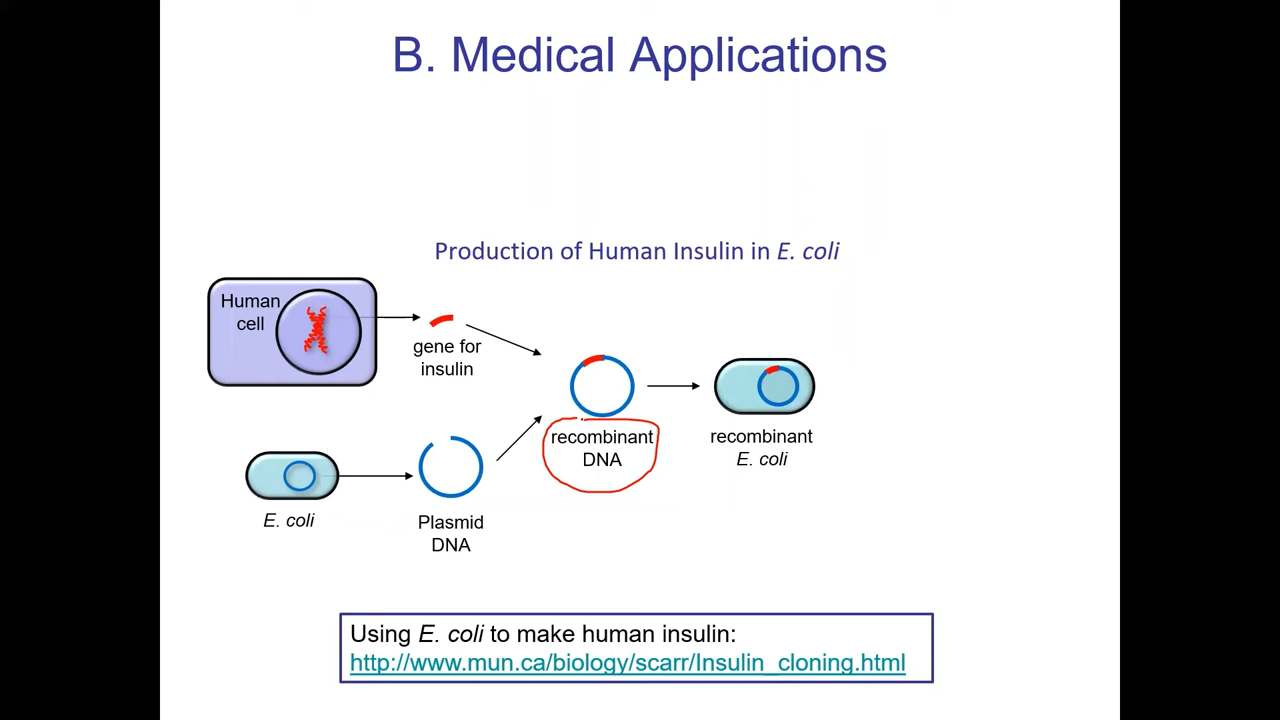 B. Medical Applications
Production of Human Insulin in E. coli
Human
cell
gene for
insulin
recombinant
DNA
recombinant
E. coli
E. coli
Plasmid
DNA
Using E. coli to make human insulin:
http://www.mun.ca/biology/scarr/Insulin_cloning.html